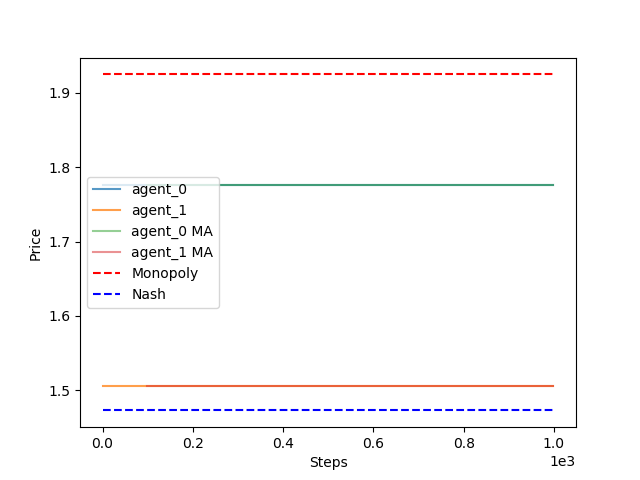 1.9
1.8
1.7
1.6
1.5
Price
agent_0
agent_1
agent_0 MA
agent_1 MA
Monopoly
Nash
0.0 0.2 0.4 0.6 0.8 1.0
1e3
Steps